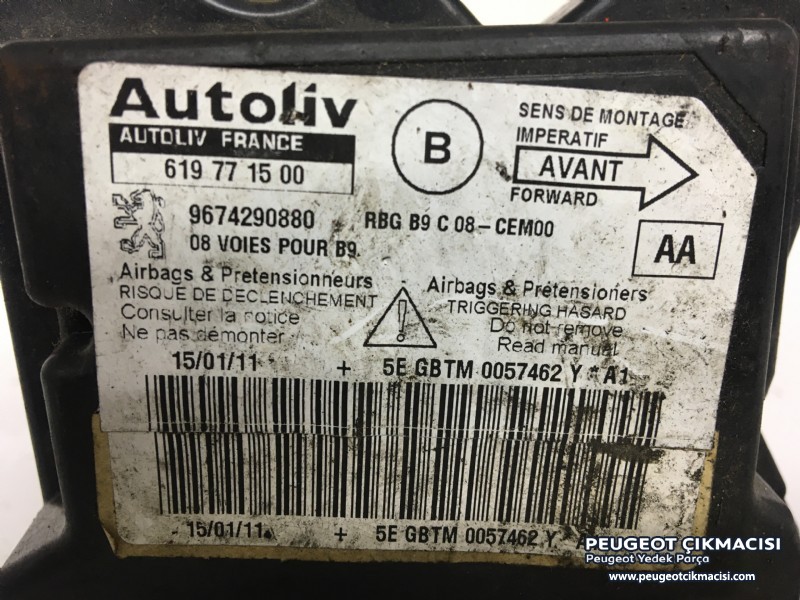 Autoliv
AUTOLIV FRANCE
619 77 15 00
B
SENS DE MONTAGE
IMPERATIF
AVANT
FORWARD
9674290880
RBG B9 C 08-CEM00
08 VOIES POUR B9.
AA
Airbags & Pretensionneurs
RISQUE DE DECLENCHEMENT
Consulter la notice
Ne pas démonter
!
Airbags & Pretensioners
TRIGGERING HASARD
Do not remove
Read manual
15/01/11 + 5E GBTM 0057462 Y *A1
15/01/11 + 5E GBTM 0057462 Y
PEUGEOT ÇIKMACISI
Peugeot Yedek Parça
www.peugeotcikmacisi.com